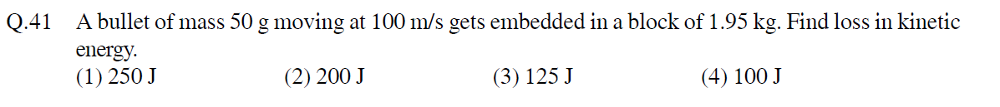 Q.41 A bullet of mass 50 g moving at 100 m/s gets embedded in a block of 1.95 kg. Find loss in kinetic
energy.
(1) 250 J (2) 200 J (3) 125 J (4) 100 J